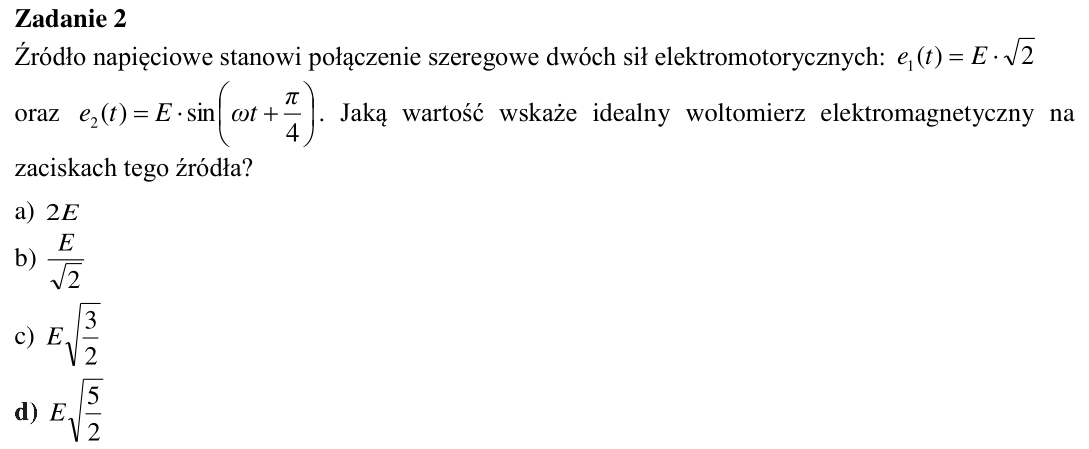 Zadanie 2
Źródło napięciowe stanowi połączenie szeregowe dwóch sił elektromotorycznych: e₁(t) = E · √2
oraz e₂(t) = E · sin(ωt + π/4). Jaką wartość wskaże idealny woltomierz elektromagnetyczny na
zaciskach tego źródła?
a) 2E
b) E/√2
c) E√(3/2)
d) E√(5/2)